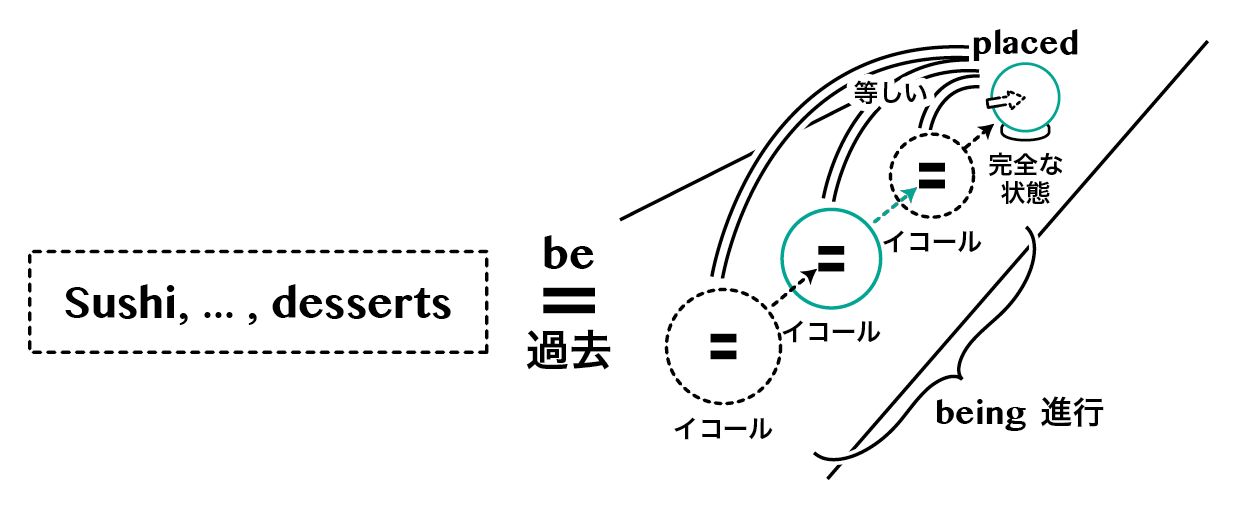 placed
等しい
=
完全な
状態
イコール
=
イコール
=
イコール
Sushi, ... , desserts
be
=
過去
being 進行